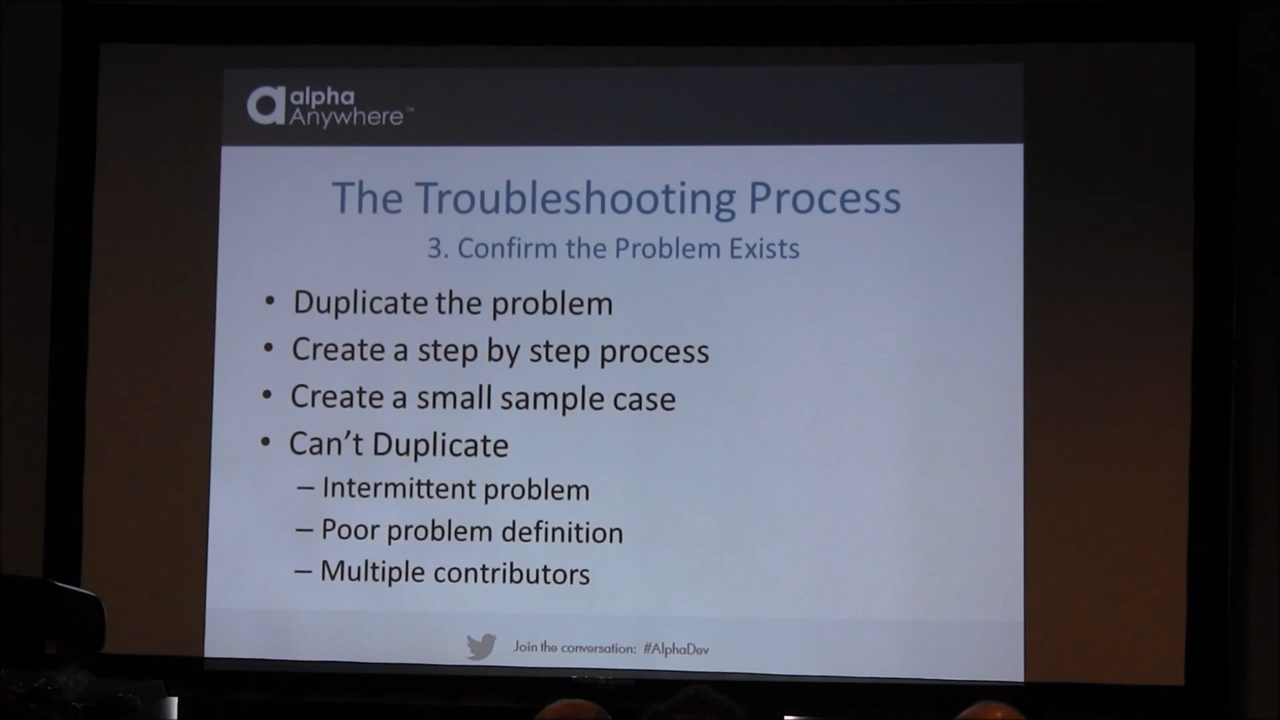 alpha
Anywhere™
The Troubleshooting Process
3. Confirm the Problem Exists
• Duplicate the problem
• Create a step by step process
• Create a small sample case
• Can't Duplicate
– Intermittent problem
– Poor problem definition
– Multiple contributors
Join the conversation: #AlphaDev